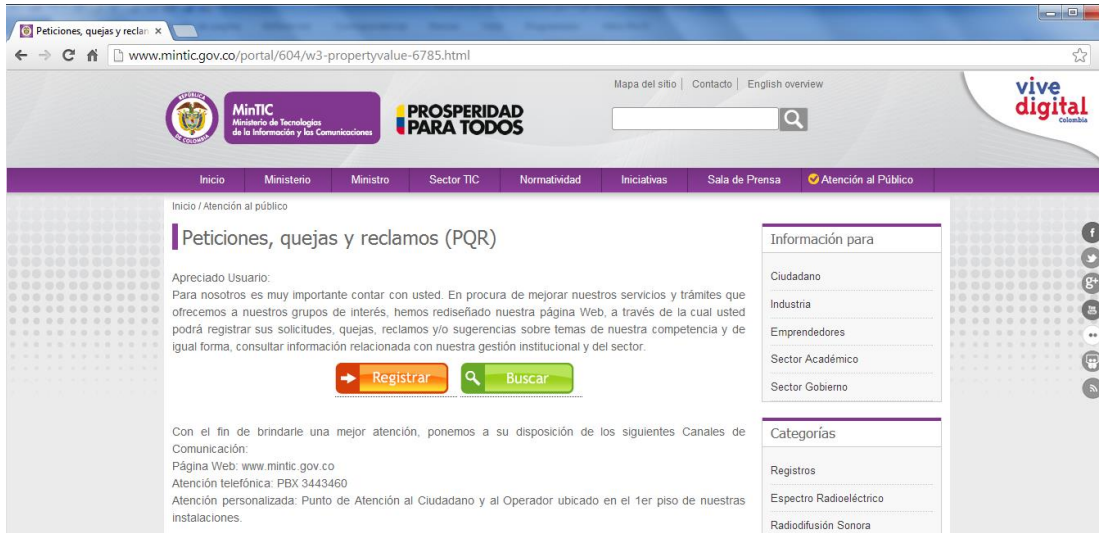 Peticiones, quejas y reclan
www.mintic.gov.co/portal/604/w3-propertyvalue-6785.html
Mapa del sitio | Contacto | English overview
REPÚBLICA
DE COLOMBIA
MinTIC
Ministerio de Tecnologías
de la Información y las Comunicaciones
PROSPERIDAD
PARA TODOS
vive
digital
Colombia
Inicio Ministerio Ministro Sector TIC Normatividad Iniciativas Sala de Prensa Atención al Público
Inicio / Atención al público
Peticiones, quejas y reclamos (PQR)
Apreciado Usuario:
Para nosotros es muy importante contar con usted. En procura de mejorar nuestros servicios y trámites que
ofrecemos a nuestros grupos de interés, hemos rediseñado nuestra página Web, a través de la cual usted
podrá registrar sus solicitudes, quejas, reclamos y/o sugerencias sobre temas de nuestra competencia y de
igual forma, consultar información relacionada con nuestra gestión institucional y del sector.
Registrar Buscar
Con el fin de brindarle una mejor atención, ponemos a su disposición de los siguientes Canales de
Comunicación:
Página Web: www.mintic.gov.co
Atención telefónica: PBX 3443460
Atención personalizada: Punto de Atención al Ciudadano y al Operador ubicado en el 1er piso de nuestras
instalaciones.
Información para
Ciudadano
Industria
Emprendedores
Sector Académico
Sector Gobierno
Categorías
Registros
Espectro Radioeléctrico
Radiodifusión Sonora